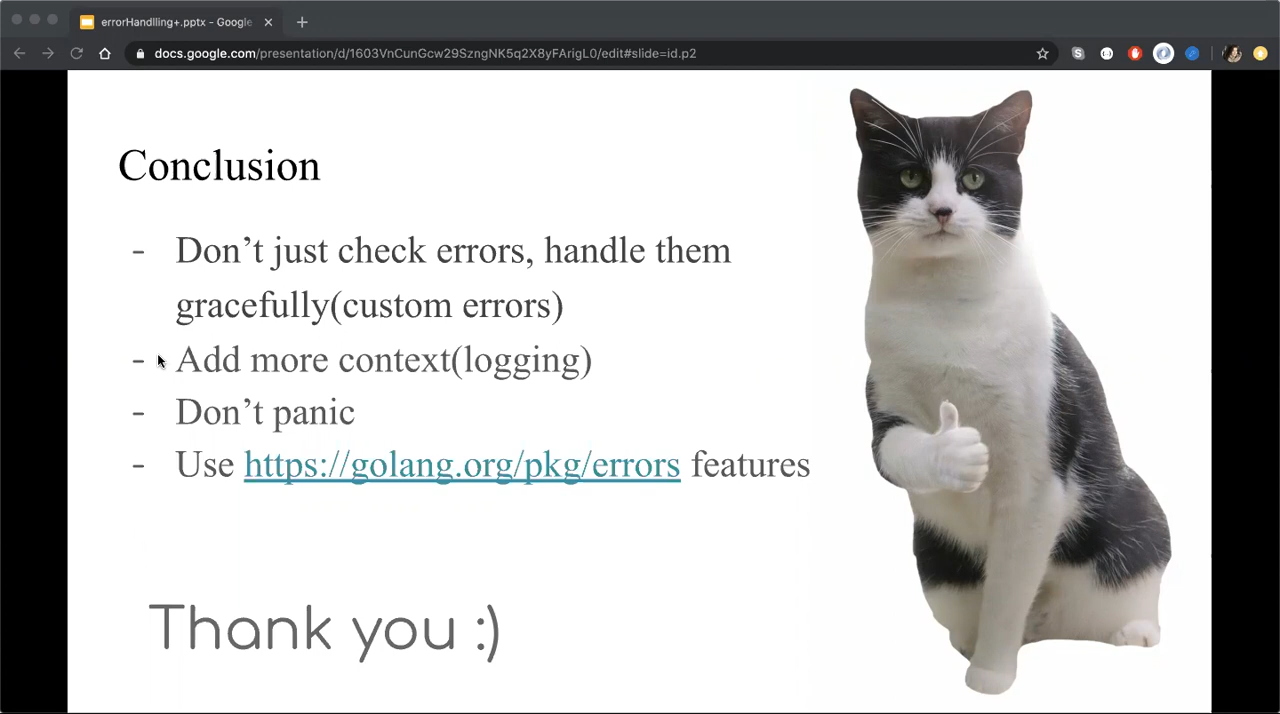 errorHandlling+.pptx - Google
docs.google.com/presentation/d/1603VnCunGcw29SzngNK5q2X8yFArigL0/edit#slide=id.p2
Conclusion
- Don’t just check errors, handle them
gracefully(custom errors)
- Add more context(logging)
- Don’t panic
- Use https://golang.org/pkg/errors features
Thank you :)